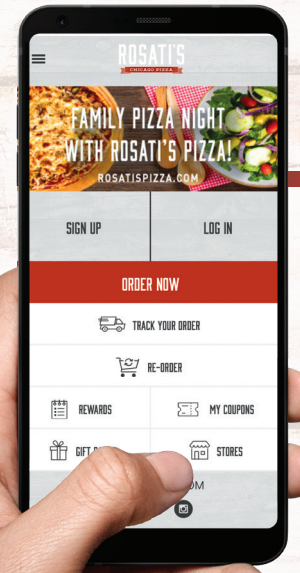 ROSATI'S
CHICAGO PIZZA
FAMILY PIZZA NIGHT
WITH ROSATI'S PIZZA!
ROSATISPIZZA.COM
SIGN UP
LOG IN
ORDER NOW
TRACK YOUR ORDER
RE-ORDER
REWARDS
MY COUPONS
GIFT
STORES